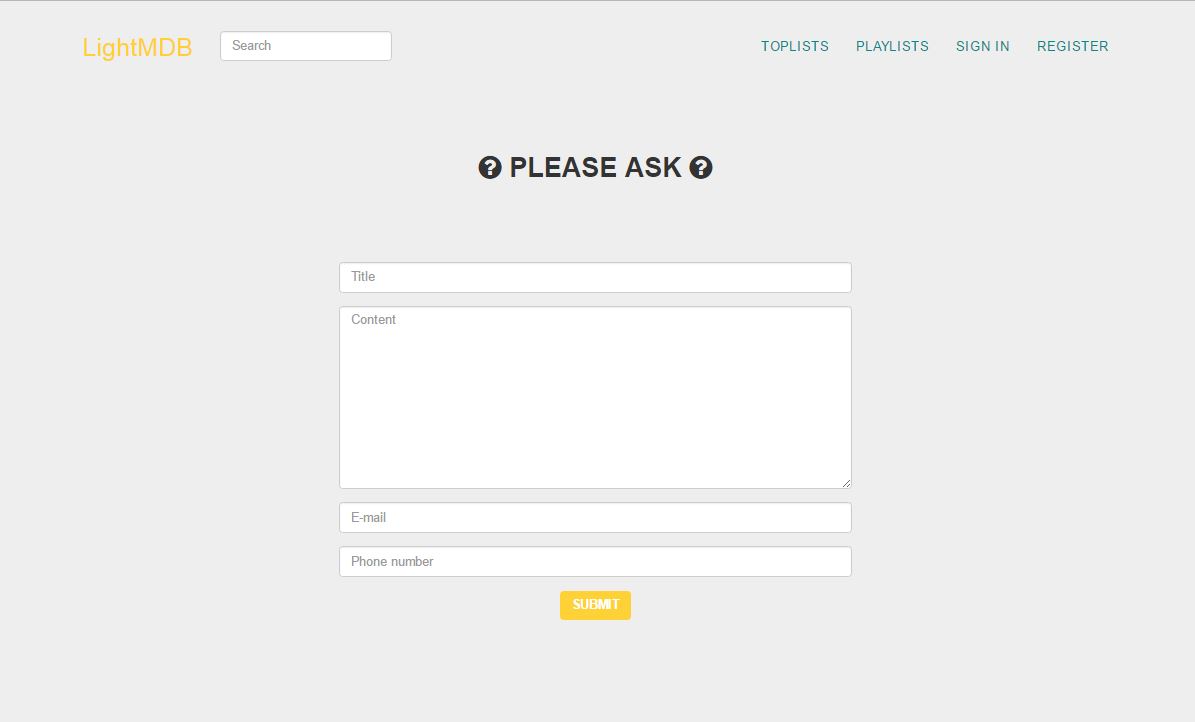 LightMDB Search TOPLISTS PLAYLISTS SIGN IN REGISTER
PLEASE ASK
Title
Content
E-mail
Phone number
SUBMIT